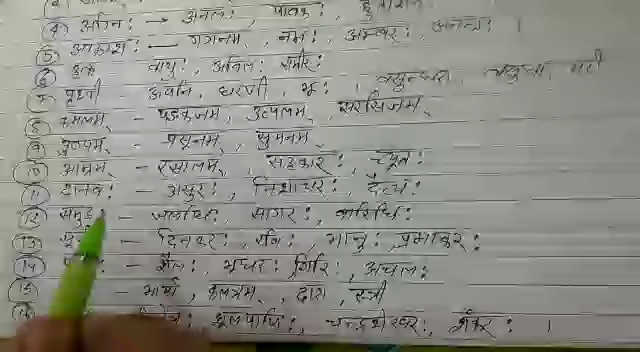 ④ अग्निः → अनलः, पावकः,
⑤ आकाशः — गगनम्, नभः, अम्बरः, अनन्तः ।
⑥ वायुः, अनिलः, समीरः
7 पृथ्वी अवनि, धरणी, भूः, वसुन्धरा, वसुधा, मही
8 कमलम् - पङ्कजम्, उत्पलम्, सरसिजम्
9 पुष्पम् - प्रसूनम्, सुमनम्
10 आम्रम् - रसालम्, सहकारः, च्यूतः
11 दानवः - असुरः, निशाचरः, दैत्यः
12 समुद्रः - जलधिः, सागरः, वारिधिः
13 - दिनकरः, रविः, भानुः, प्रभाकरः
14 - शैलः, भूधरः, गिरि, अचलः
15 - भार्या, कलत्रम्, दारा, स्त्री
शूलपाणिः, चन्द्रशेखरः, शंकरः ।